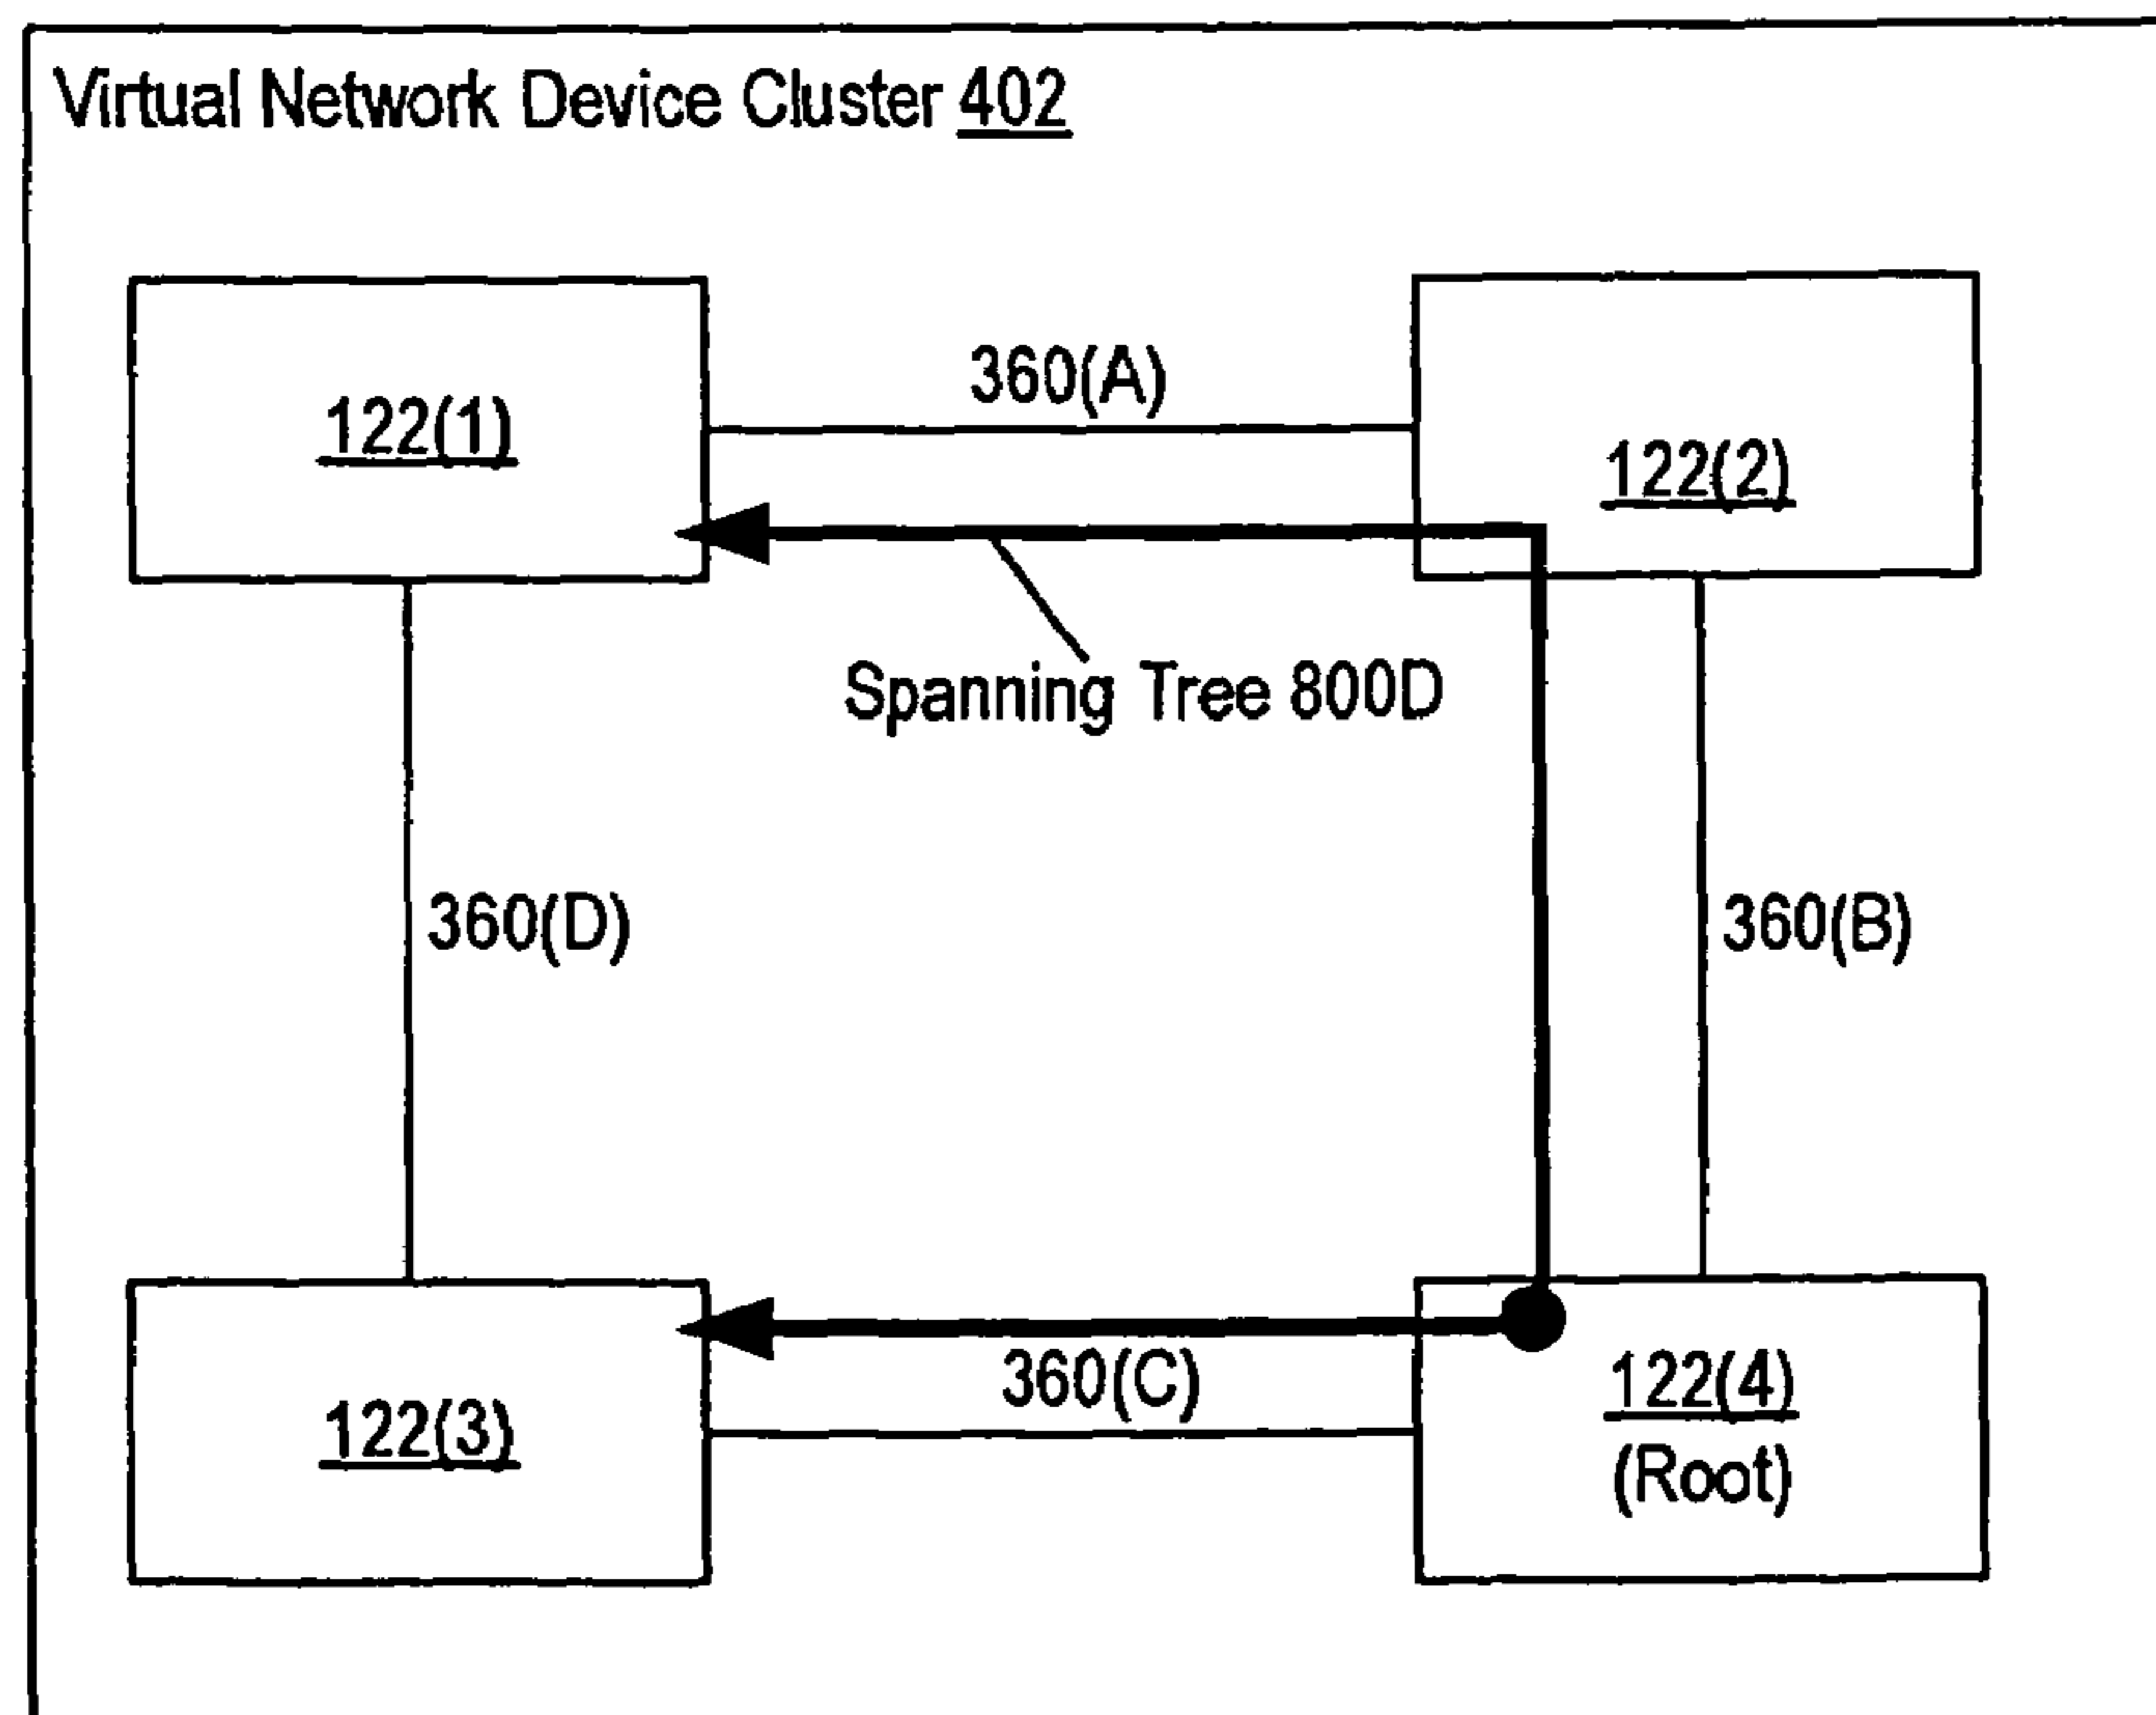 Virtual Network Device Cluster 402
360(A)
122(1)
122(2)
Spanning Tree 800D
360(D)
360(B)
360(C)
122(3)
122(4)
(Root)